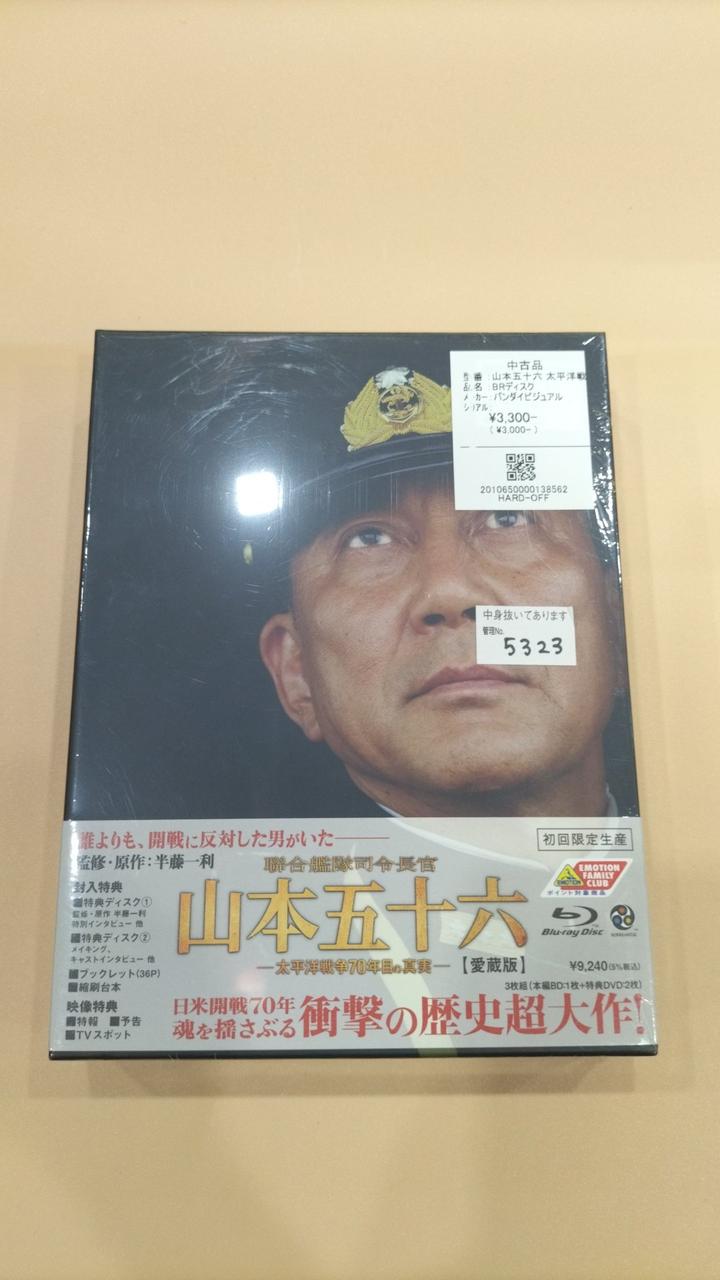 中古品
型 番 : 山本五十六 太平洋戦
品 名 : BRディスク
メーカー : バンダイビジュアル
シリアル:
¥3,300-
( ¥3,000- )
2010650000138562
HARD-OFF
中身抜いてあります
管理No.
5323
誰よりも、開戦に反対した男がいた――
監修・原作：半藤一利
初回限定生産
聯合艦隊司令長官
山本五十六
―太平洋戦争70年目の真実―
【愛蔵版】
EMOTION
EMOTION FAMILY CLUB
ポイント対象商品
Blu-ray Disc
封入特典
■特典ディスク①
監修・原作 半藤一利
特別インタビュー 他
■特典ディスク②
メイキング、
キャストインタビュー 他
■ブックレット(36P)
■縮刷台本
映像特典
■特報 ■予告
■TVスポット
¥9,240(5%税込)
3枚組(本編BD:1枚+特典DVD:2枚)
日米開戦70年
魂を揺さぶる
衝撃の歴史超大作!